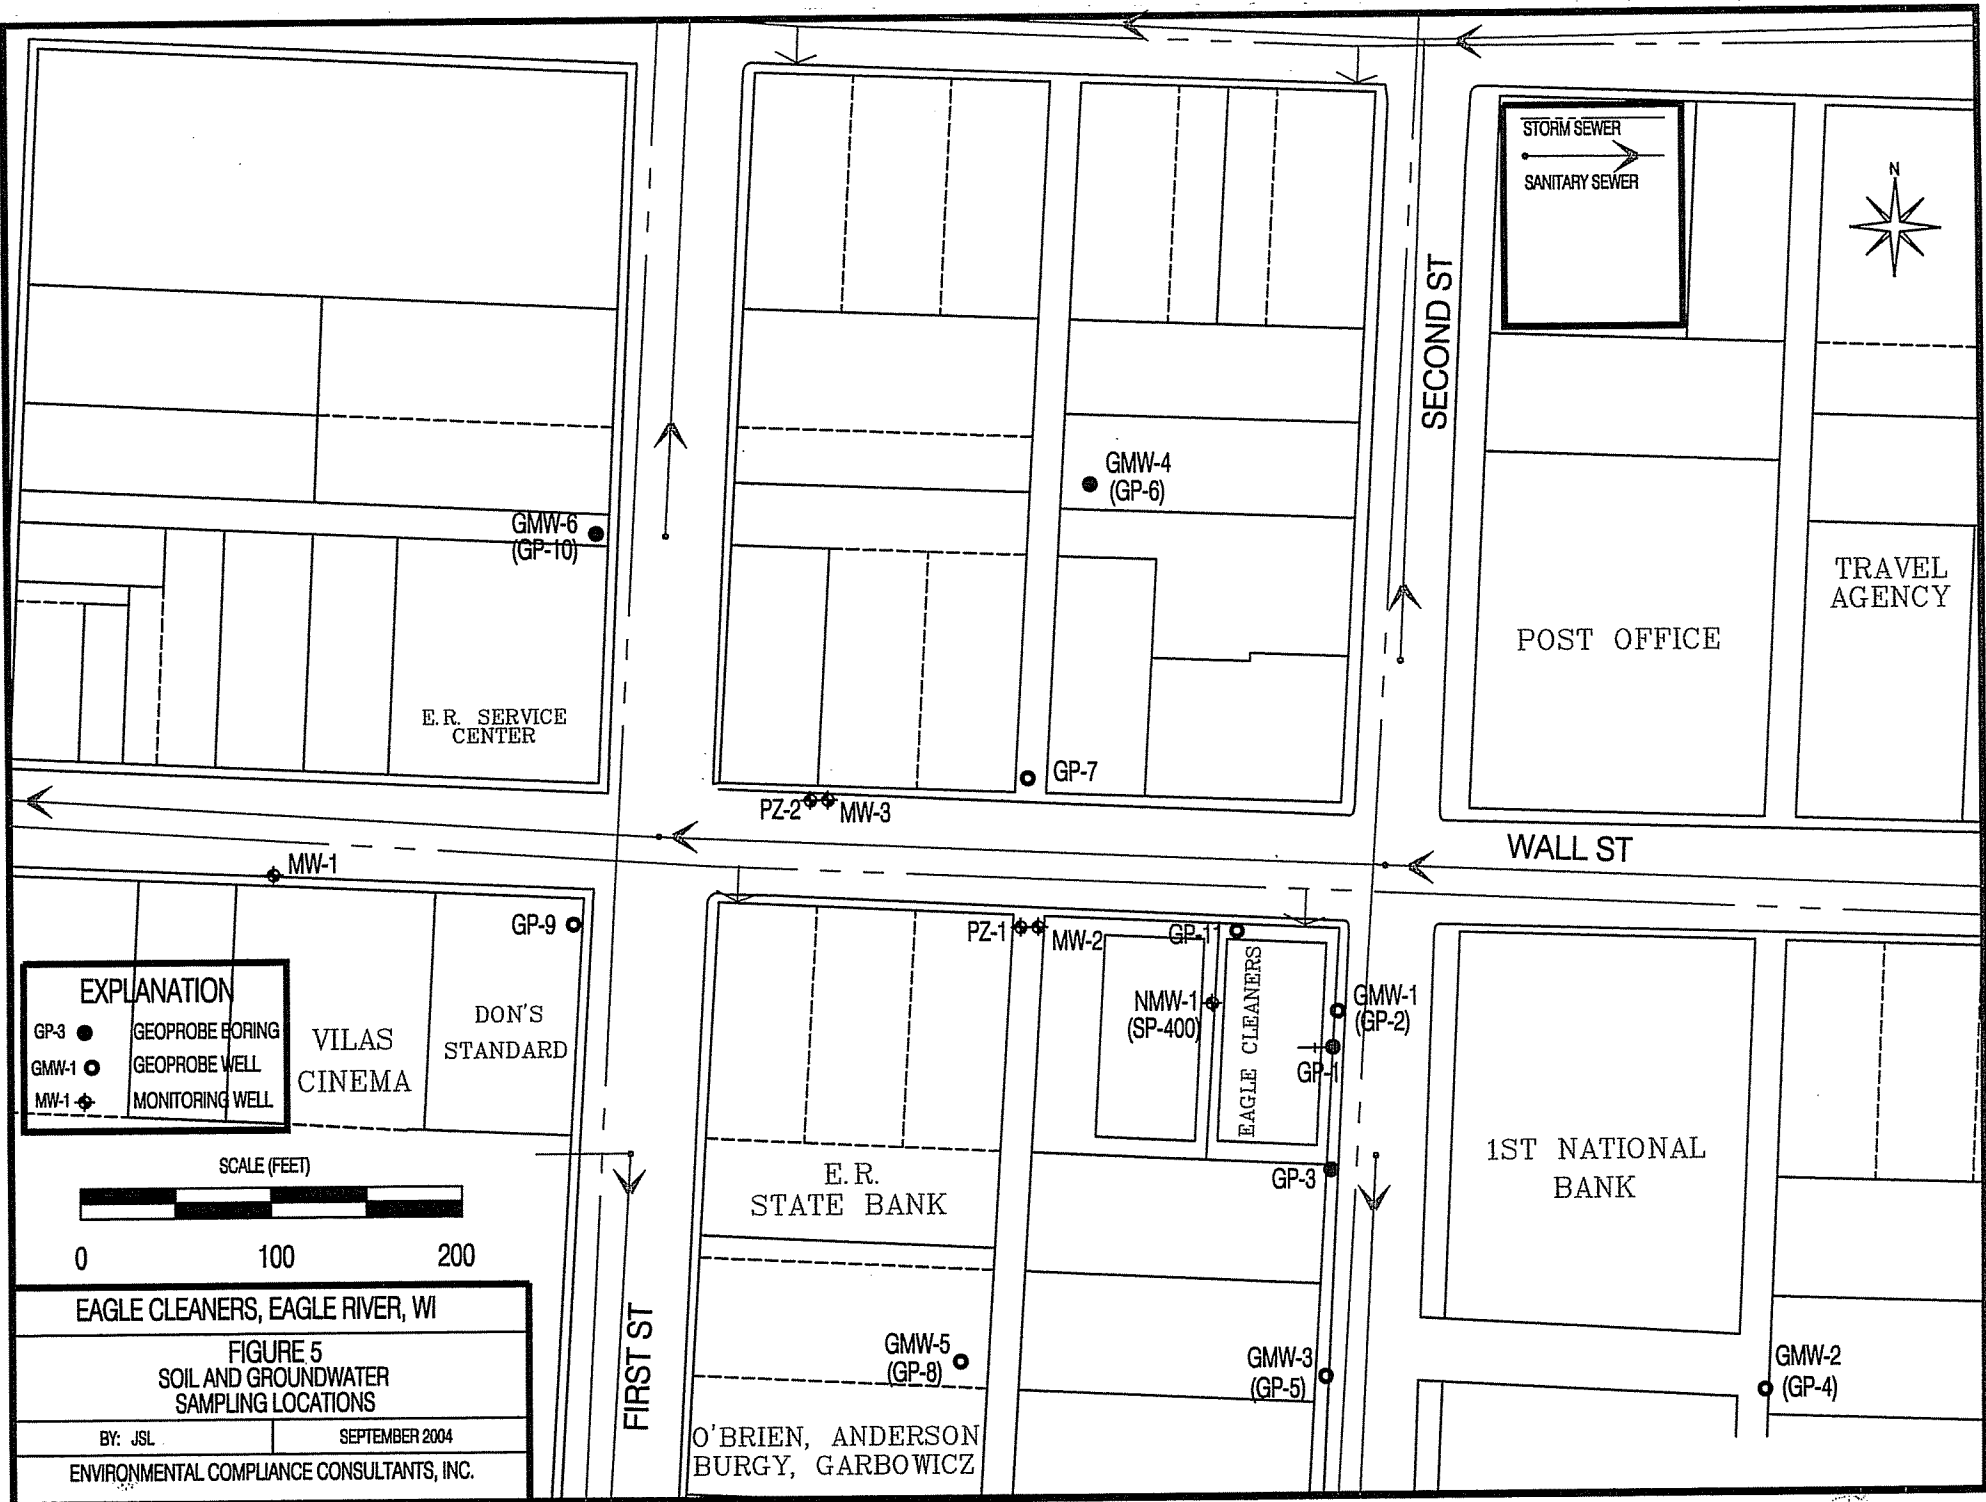 STORM SEWER
SANITARY SEWER
N
SECOND ST
GMW-4
(GP-6)
GMW-6
(GP-10)
TRAVEL
AGENCY
POST OFFICE
E.R. SERVICE
CENTER
GP-7
PZ-2
MW-3
WALL ST
MW-1
GP-9
PZ-1
MW-2
GP-11
EAGLE CLEANERS
NMW-1
(SP-400)
GMW-1
(GP-2)
GP-1
EXPLANATION
GP-3 GEOPROBE BORING
GMW-1 GEOPROBE WELL
MW-1 MONITORING WELL
VILAS
CINEMA
DON'S
STANDARD
E.R.
STATE BANK
GP-3
1ST NATIONAL
BANK
SCALE (FEET)
0 100 200
FIRST ST
GMW-5
(GP-8)
GMW-3
(GP-5)
GMW-2
(GP-4)
O'BRIEN, ANDERSON
BURGY, GARBOWICZ
EAGLE CLEANERS, EAGLE RIVER, WI
FIGURE 5
SOIL AND GROUNDWATER
SAMPLING LOCATIONS
BY: JSL
SEPTEMBER 2004
ENVIRONMENTAL COMPLIANCE CONSULTANTS, INC.